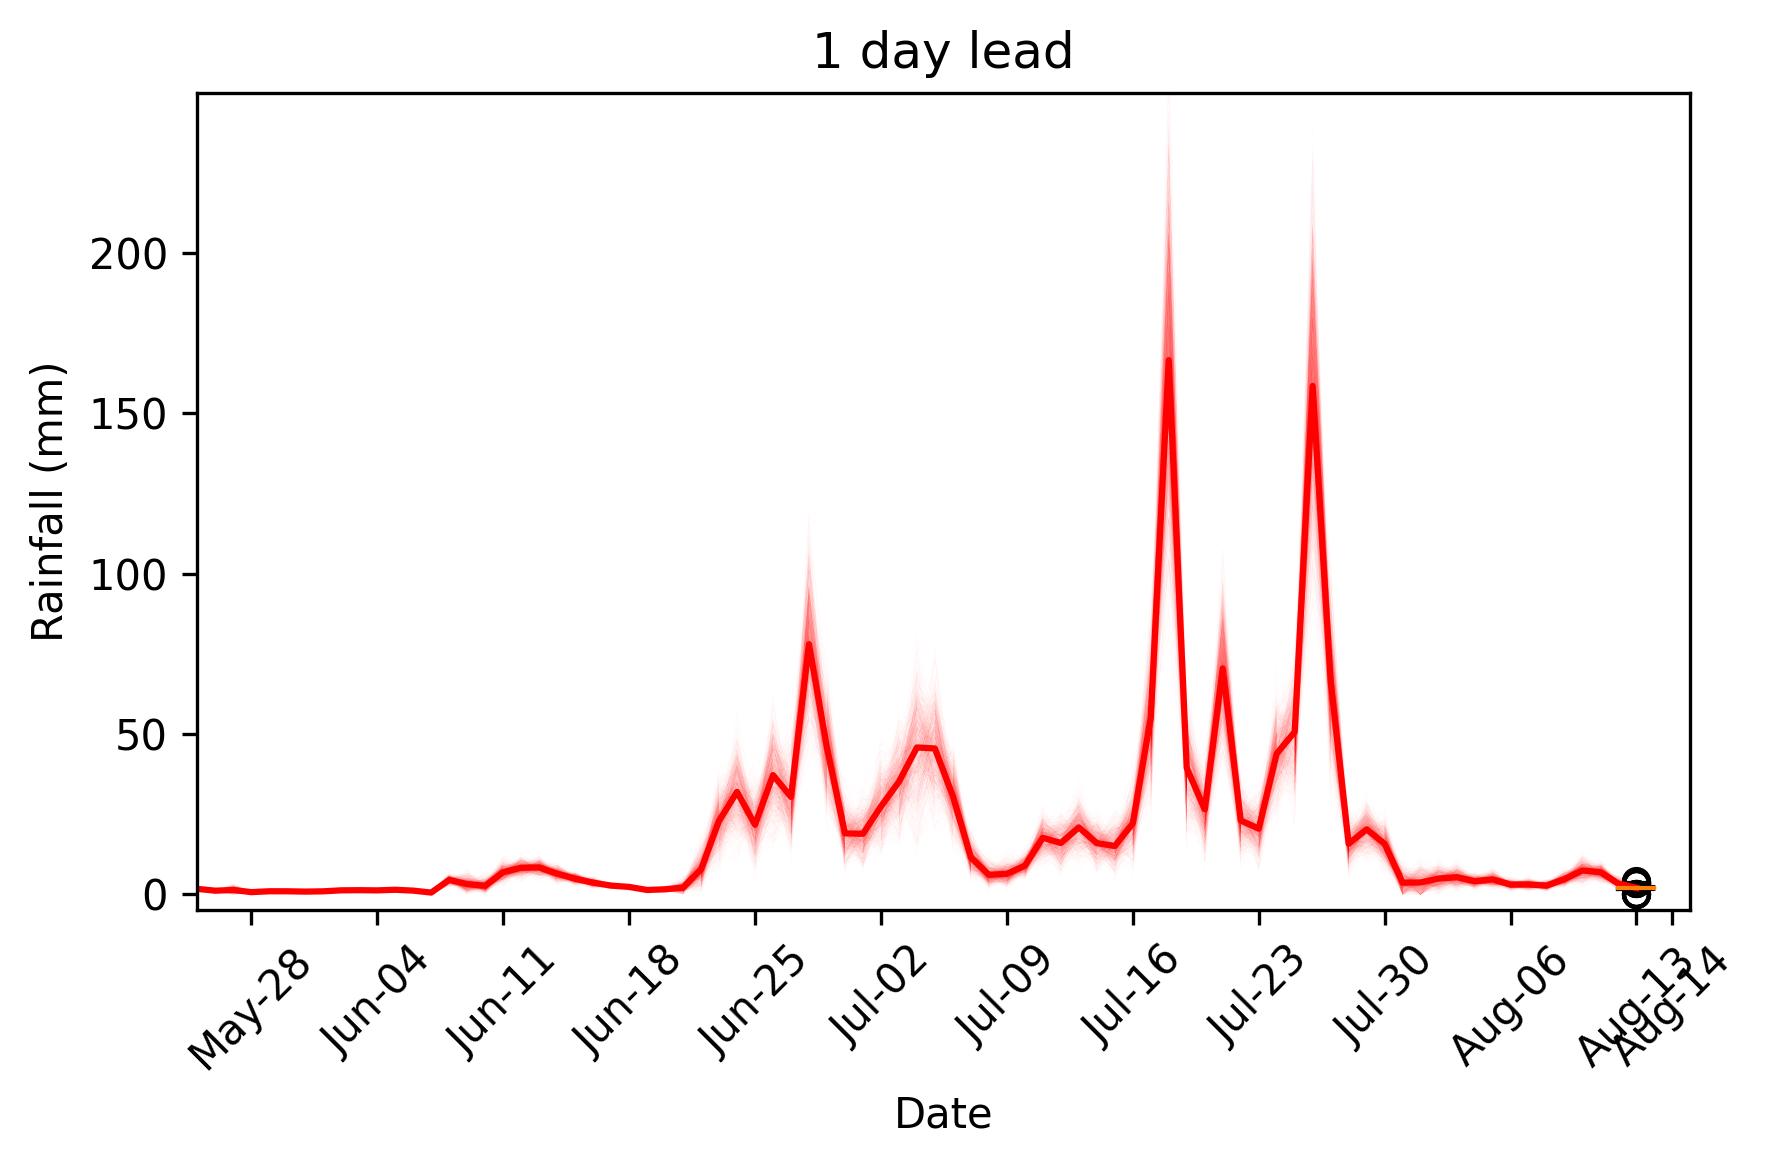 1 day lead
Rainfall (mm)
200
150
100
50
0
May-28
Jun-04
Jun-11
Jun-18
Jun-25
Jul-02
Jul-09
Jul-16
Jul-23
Jul-30
Aug-06
Aug-13
Aug-14
Date